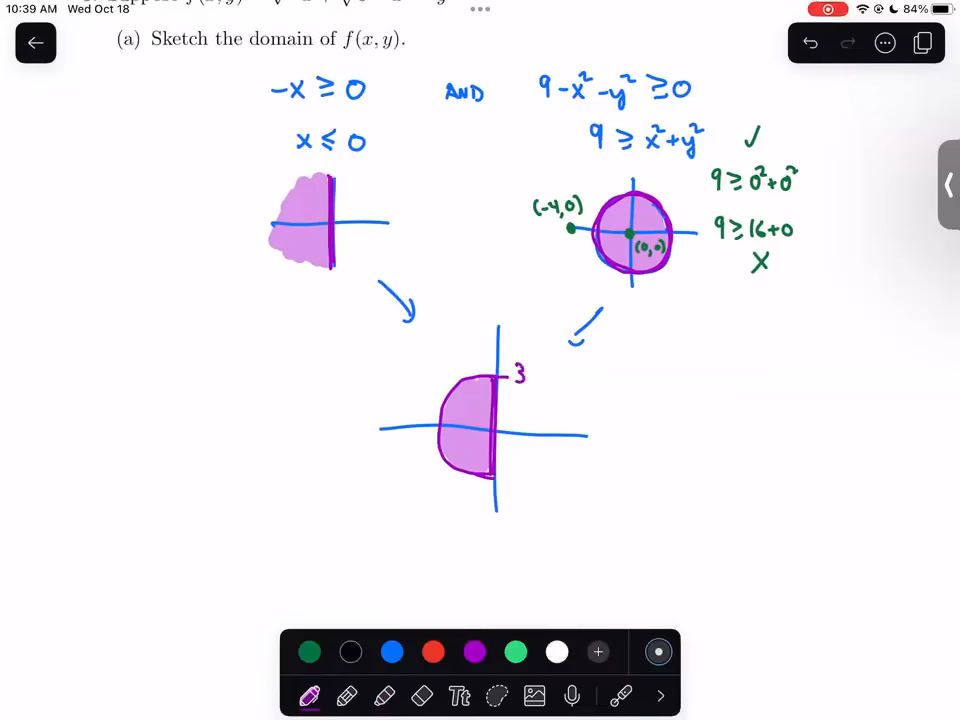 10:39 AM Wed Oct 18 84%
(a) Sketch the domain of f(x, y).
-x ≥ 0 AND 9 - x² - y² ≥ 0
x ≤ 0 9 ≥ x² + y² ✓
9 ≥ 0² + 0²
(-4,0) 9 ≥ 16 + 0
(0,0) X
3
Tt